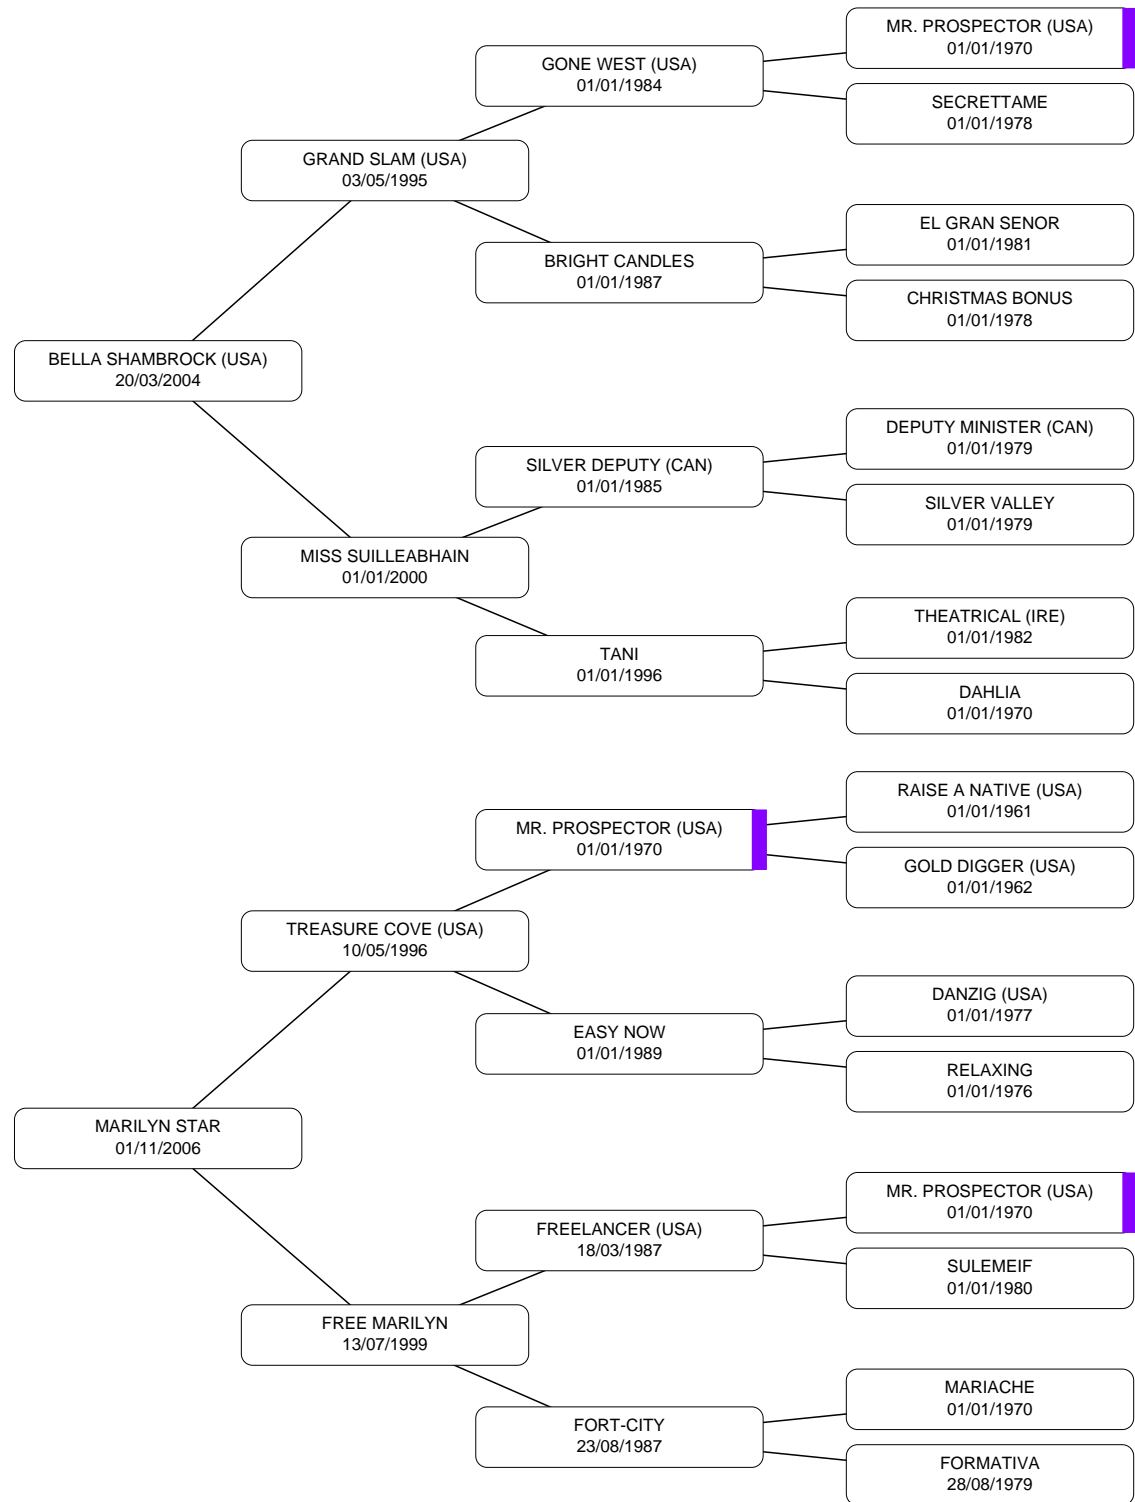 MR. PROSPECTOR (USA)
01/01/1970
GONE WEST (USA)
01/01/1984
SECRETTAME
01/01/1978
GRAND SLAM (USA)
03/05/1995
EL GRAN SENOR
01/01/1981
BRIGHT CANDLES
01/01/1987
CHRISTMAS BONUS
01/01/1978
BELLA SHAMBROCK (USA)
20/03/2004
DEPUTY MINISTER (CAN)
01/01/1979
SILVER DEPUTY (CAN)
01/01/1985
SILVER VALLEY
01/01/1979
MISS SUILLEABHAIN
01/01/2000
THEATRICAL (IRE)
01/01/1982
TANI
01/01/1996
DAHLIA
01/01/1970
RAISE A NATIVE (USA)
01/01/1961
MR. PROSPECTOR (USA)
01/01/1970
GOLD DIGGER (USA)
01/01/1962
TREASURE COVE (USA)
10/05/1996
DANZIG (USA)
01/01/1977
EASY NOW
01/01/1989
RELAXING
01/01/1976
MARILYN STAR
01/11/2006
MR. PROSPECTOR (USA)
01/01/1970
FREELANCER (USA)
18/03/1987
SULEMEIF
01/01/1980
FREE MARILYN
13/07/1999
MARIACHE
01/01/1970
FORT-CITY
23/08/1987
FORMATIVA
28/08/1979